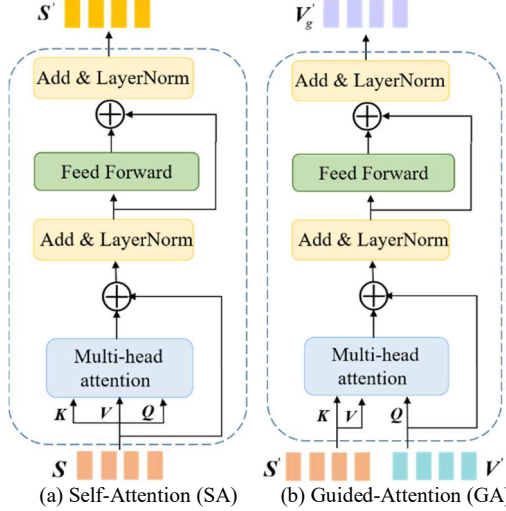 S'
Add & LayerNorm
Feed Forward
Add & LayerNorm
Multi-head
attention
K V Q
S
(a) Self-Attention (SA)
V'g
Add & LayerNorm
Feed Forward
Add & LayerNorm
Multi-head
attention
K V Q
S' V'
(b) Guided-Attention (GA)